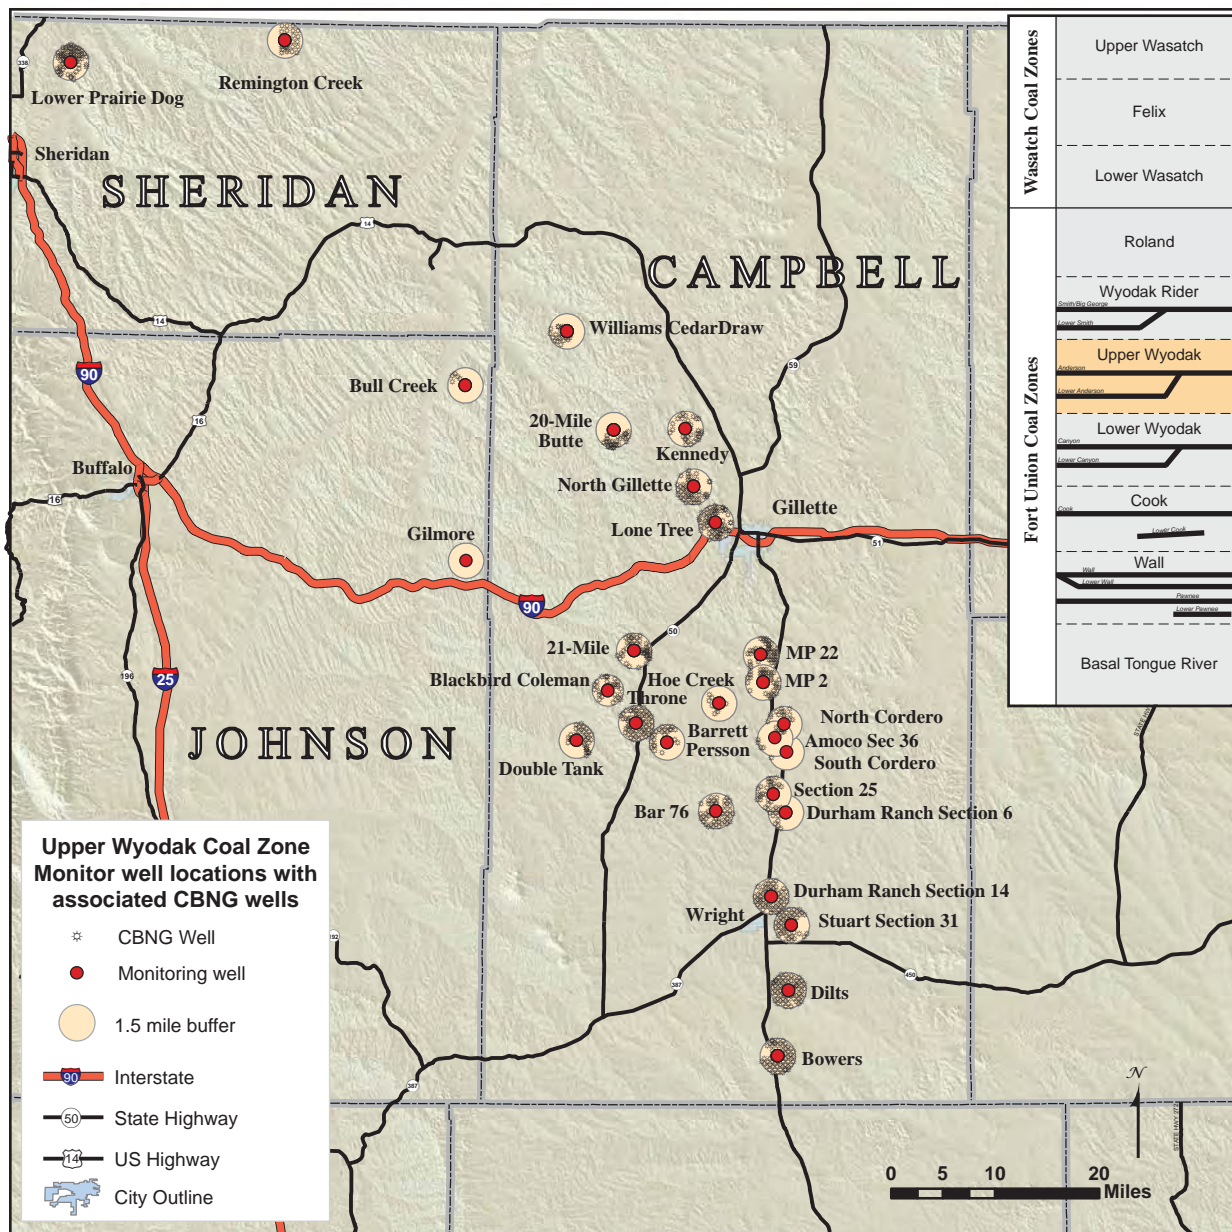 338
Lower Prairie Dog
Remington Creek
Sheridan
SHERIDAN
14
CAMPBELL
14
Williams CedarDraw
90
59
Bull Creek
16
20-Mile
Butte
Kennedy
Buffalo
16
North Gillette
Gillette
Lone Tree
51
Gilmore
90
50
21-Mile
MP 22
196
25
Blackbird Coleman
Hoe Creek
MP 2
Throne
North Cordero
JOHNSON
Barrett
Persson
Amoco Sec 36
South Cordero
Double Tank
Section 25
Bar 76
Durham Ranch Section 6
Durham Ranch Section 14
Wright
Stuart Section 31
192
387
450
Dilts
Bowers
387
Wasatch Coal Zones
Upper Wasatch
Felix
Lower Wasatch
Fort Union Coal Zones
Roland
Wyodak Rider
Smith/Big George
Lower Smith
Upper Wyodak
Anderson
Lower Anderson
Lower Wyodak
Canyon
Lower Canyon
Cook
Cook
Lower Cook
Wall
Wall
Lower Wall
Pawnee
Lower Pawnee
Basal Tongue River
Upper Wyodak Coal Zone
Monitor well locations with
associated CBNG wells
CBNG Well
Monitoring well
1.5 mile buffer
90 Interstate
50 State Highway
14 US Highway
City Outline
N
0 5 10 20
Miles